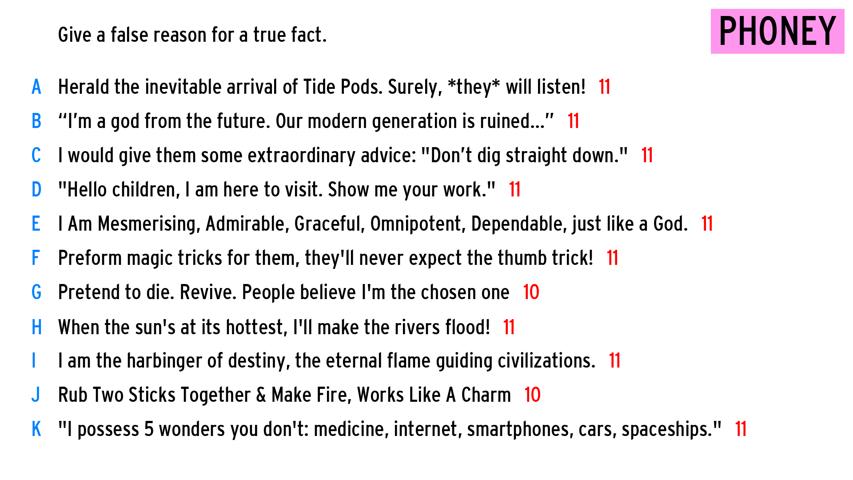 Give a false reason for a true fact.
PHONEY
A Herald the inevitable arrival of Tide Pods. Surely, *they* will listen! 11
B “I’m a god from the future. Our modern generation is ruined...” 11
C I would give them some extraordinary advice: "Don’t dig straight down." 11
D "Hello children, I am here to visit. Show me your work." 11
E I Am Mesmerising, Admirable, Graceful, Omnipotent, Dependable, just like a God. 11
F Preform magic tricks for them, they'll never expect the thumb trick! 11
G Pretend to die. Revive. People believe I'm the chosen one 10
H When the sun's at its hottest, I'll make the rivers flood! 11
I I am the harbinger of destiny, the eternal flame guiding civilizations. 11
J Rub Two Sticks Together & Make Fire, Works Like A Charm 10
K "I possess 5 wonders you don't: medicine, internet, smartphones, cars, spaceships." 11